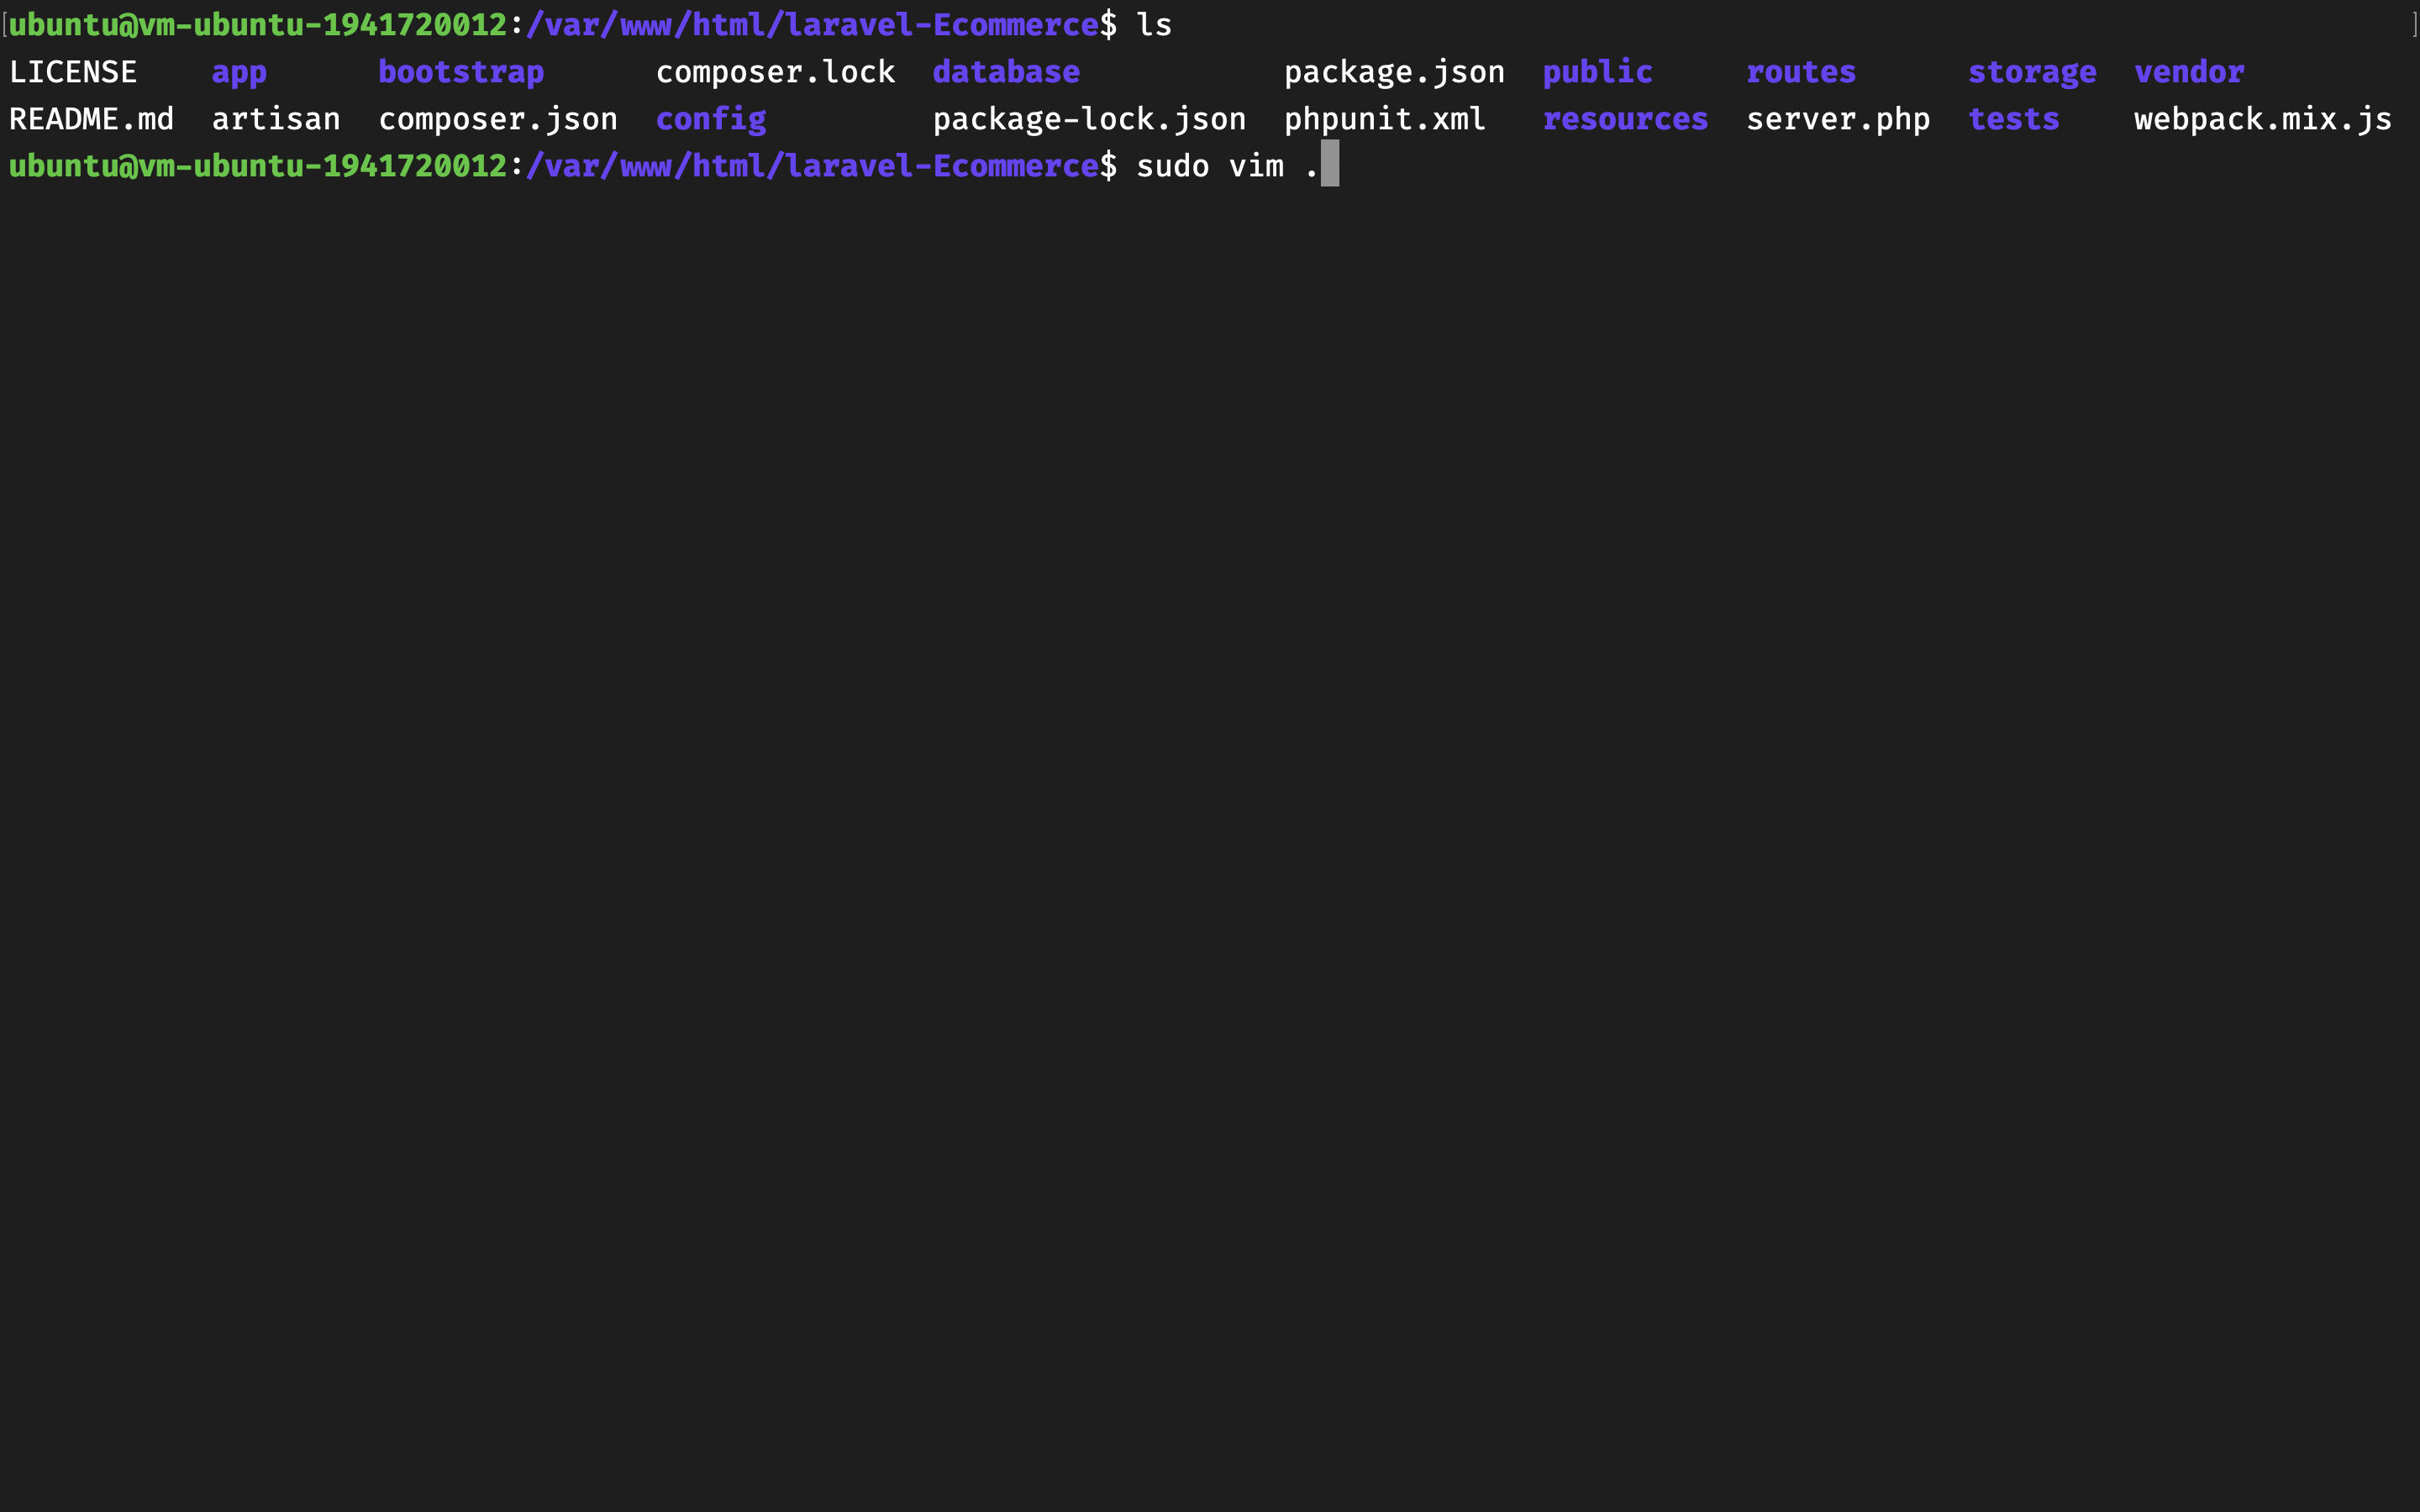 [ubuntu@vm-ubuntu-1941720012:/var/www/html/laravel-Ecommerce$ ls ]
LICENSE app bootstrap composer.lock database package.json public routes storage vendor
README.md artisan composer.json config package-lock.json phpunit.xml resources server.php tests webpack.mix.js
ubuntu@vm-ubuntu-1941720012:/var/www/html/laravel-Ecommerce$ sudo vim .